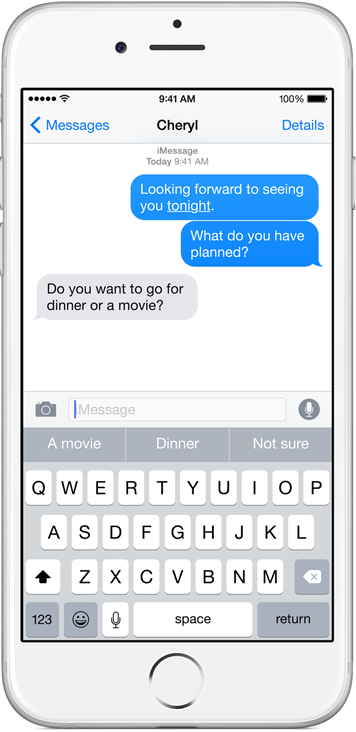 9:41 AM 100%
Messages Cheryl Details
iMessage
Today 9:41 AM
Looking forward to seeing
you tonight.
What do you have
planned?
Do you want to go for
dinner or a movie?
iMessage
A movie Dinner Not sure
Q W E R T Y U I O P
A S D F G H J K L
Z X C V B N M
123 space return